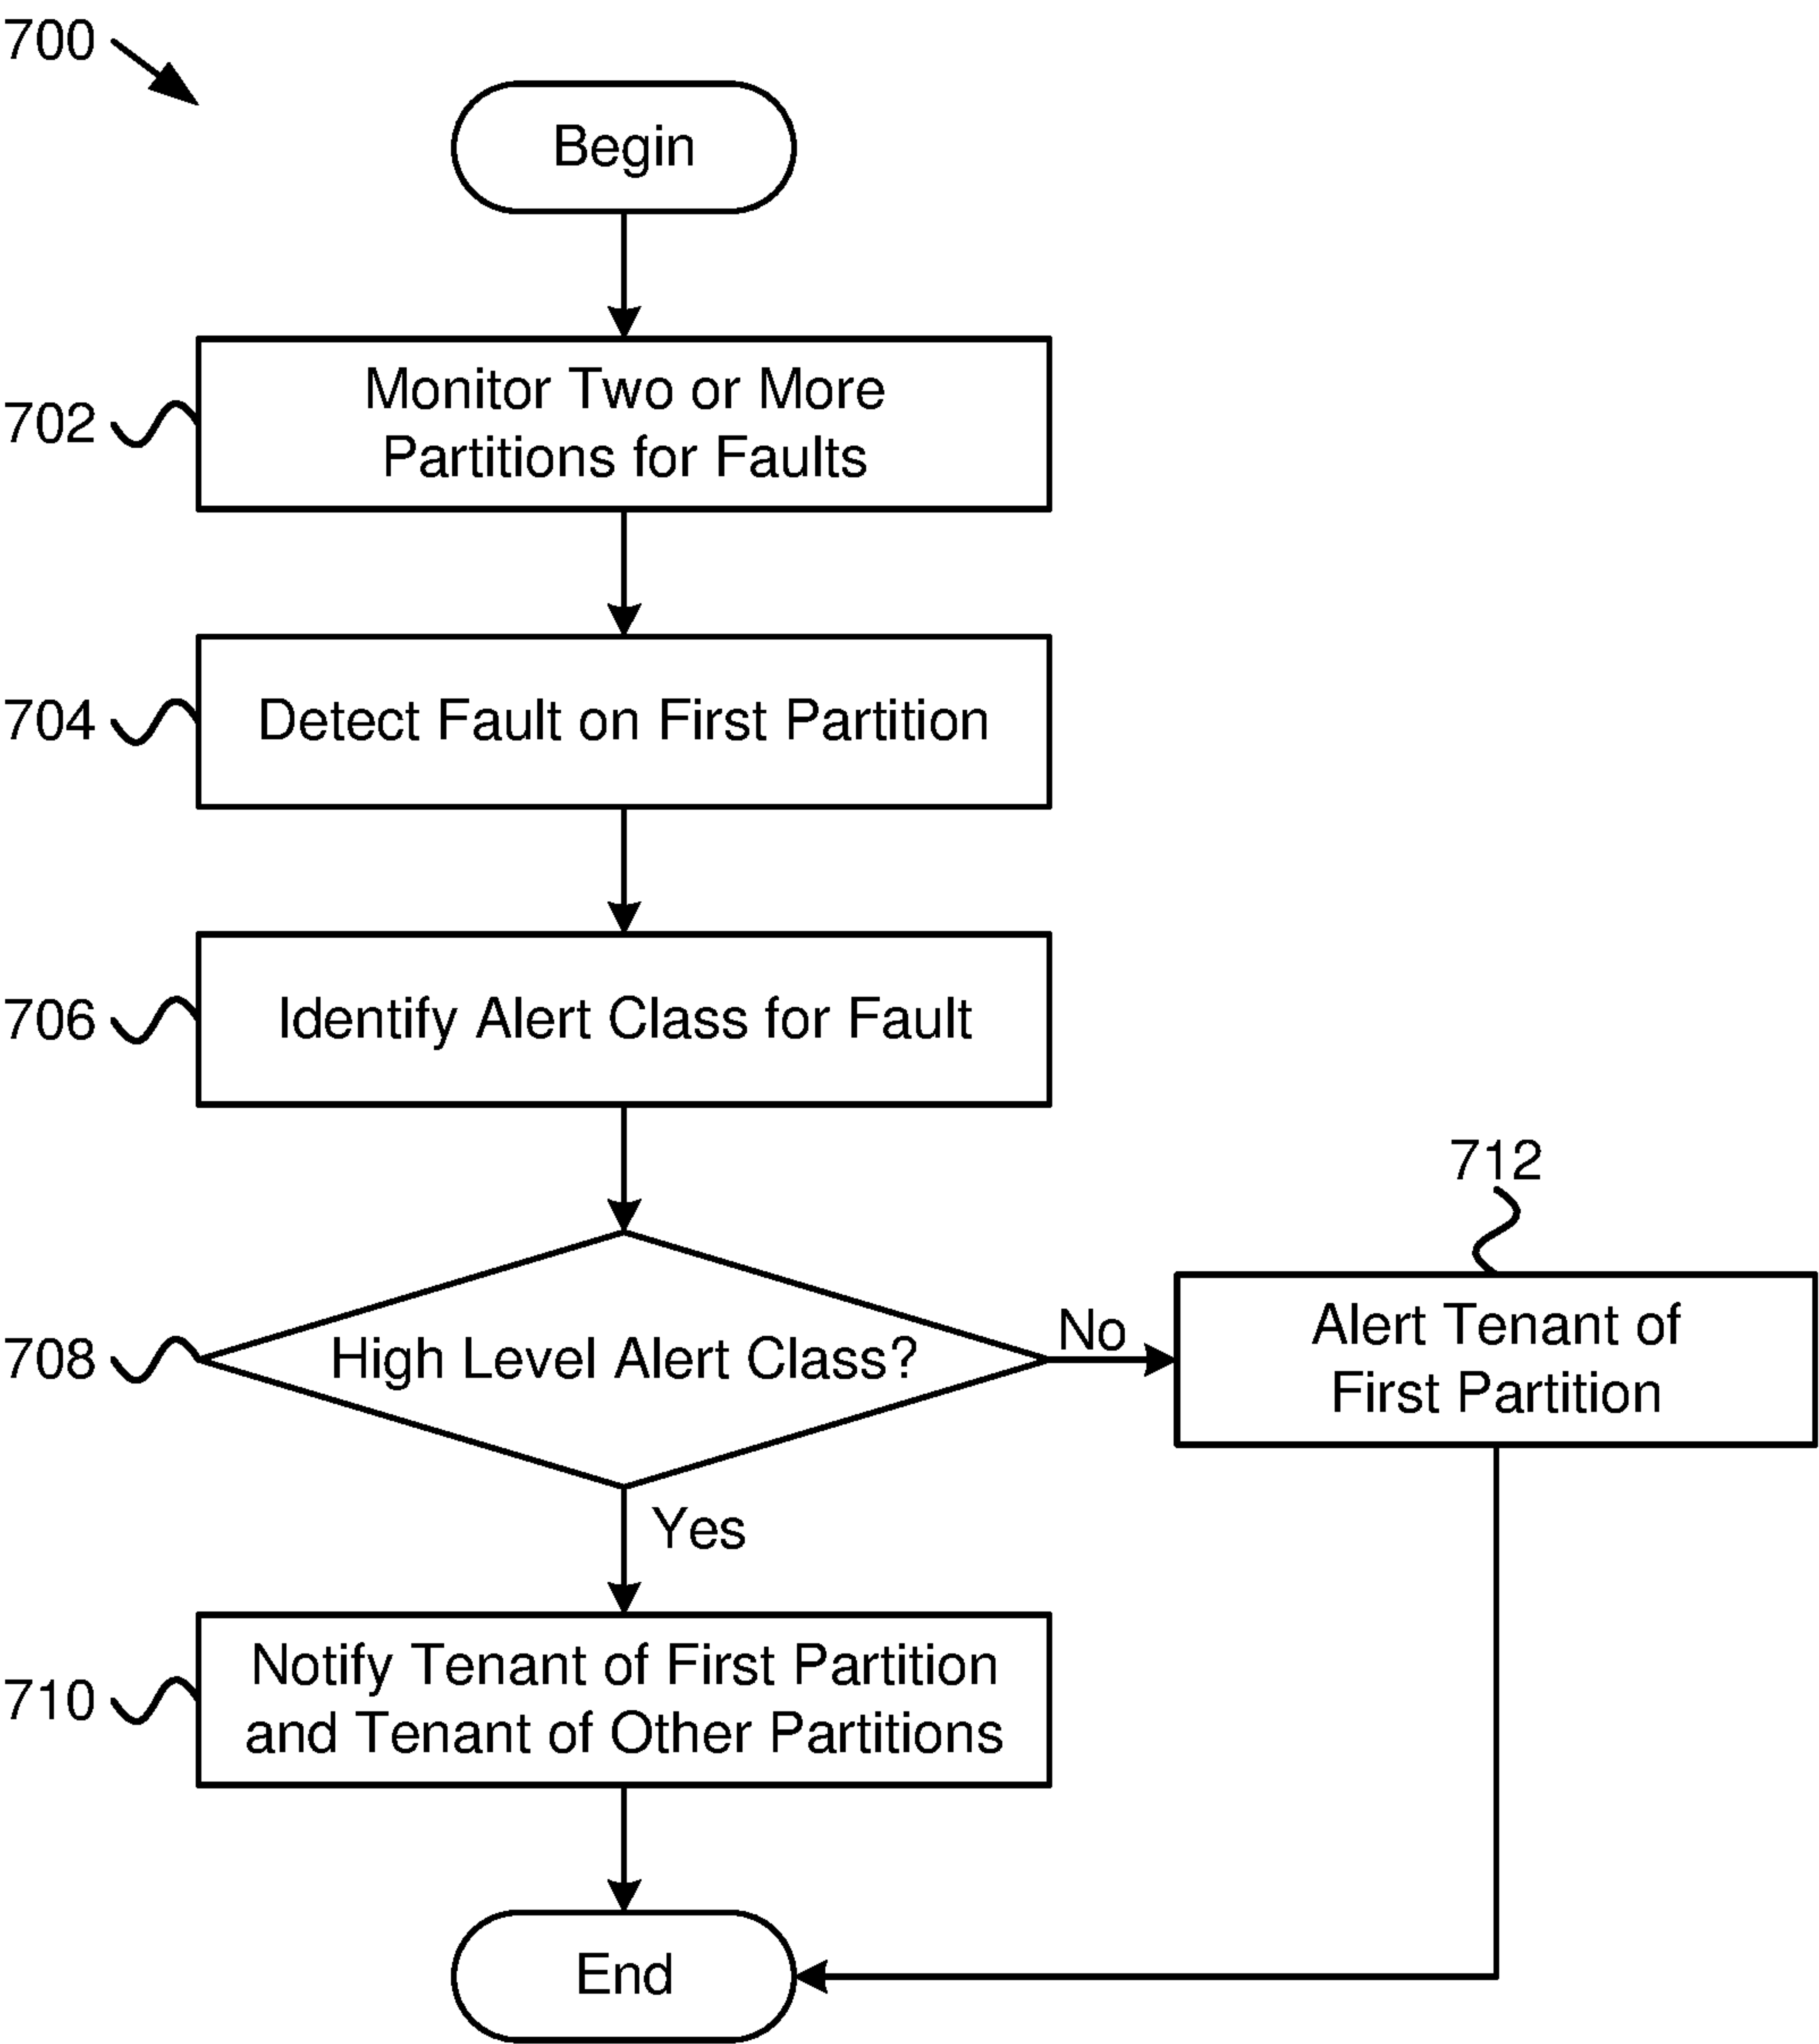 700
Begin
702
Monitor Two or More
Partitions for Faults
704
Detect Fault on First Partition
706
Identify Alert Class for Fault
708
High Level Alert Class?
No
712
Alert Tenant of
First Partition
Yes
710
Notify Tenant of First Partition
and Tenant of Other Partitions
End